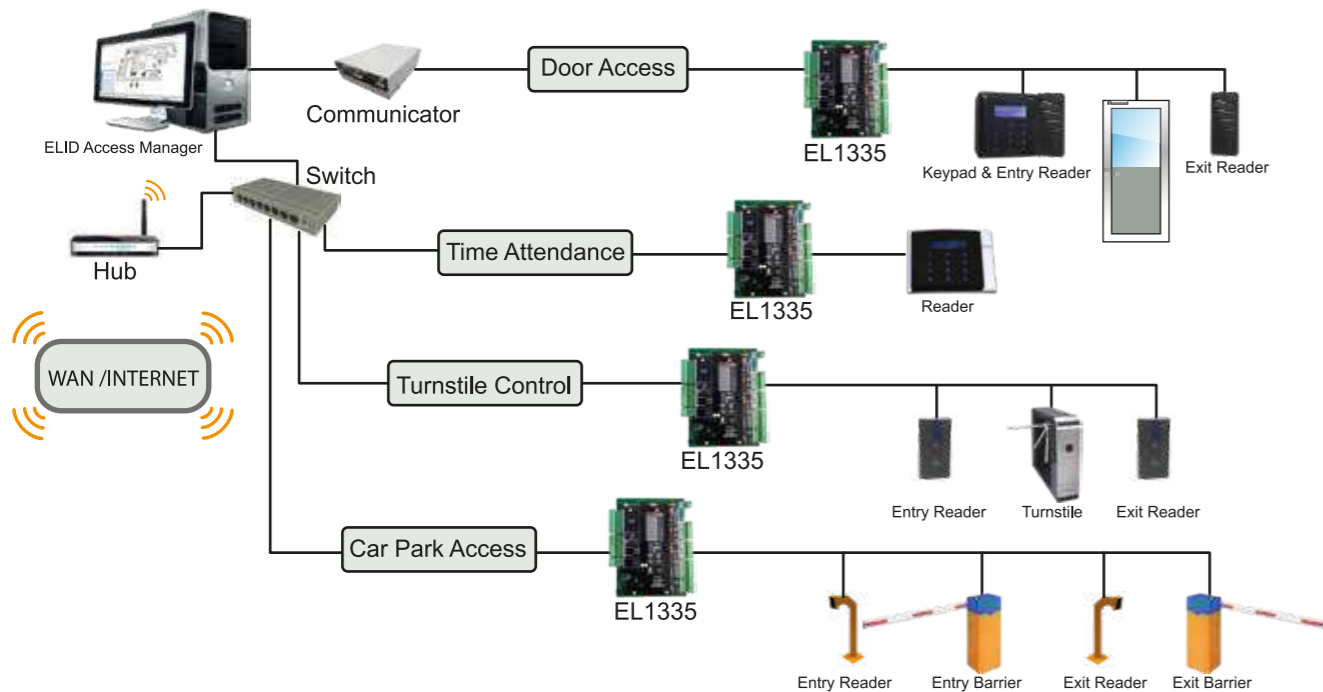 Door Access
Communicator
ELID Access Manager
EL1335
Keypad & Entry Reader
Exit Reader
Switch
Hub
Time Attendance
EL1335
Reader
WAN /INTERNET
Turnstile Control
EL1335
Entry Reader
Turnstile
Exit Reader
Car Park Access
EL1335
Entry Reader
Entry Barrier
Exit Reader
Exit Barrier